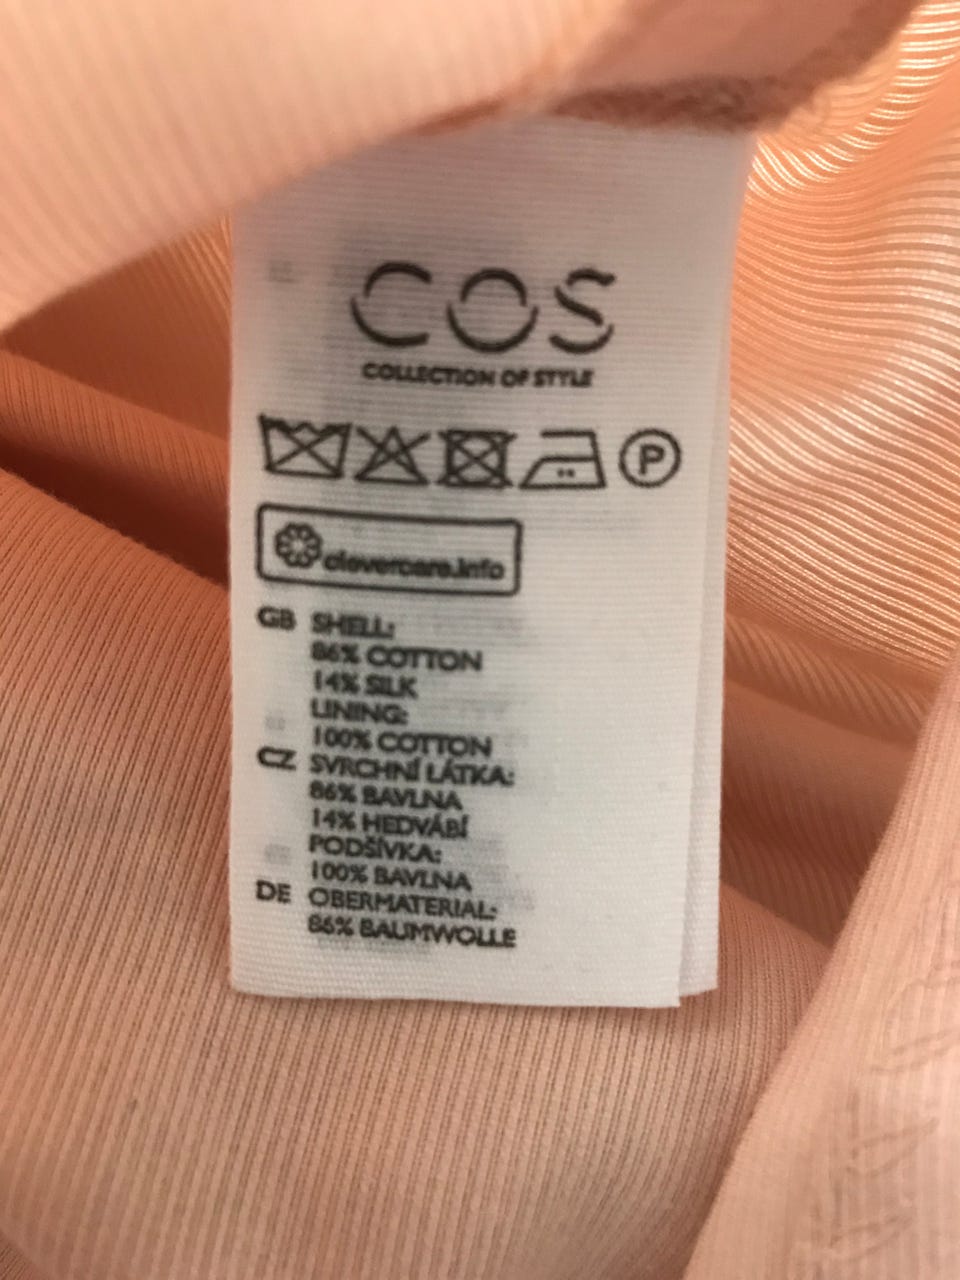 COS
COLLECTION OF STYLE
P
clevercare.info
GB SHELL:
86% COTTON
14% SILK
LINING:
100% COTTON
CZ SVRCHNÍ LÁTKA:
86% BAVLNA
14% HEDVÁBÍ
PODŠÍVKA:
100% BAVLNA
DE OBERMATERIAL:
86% BAUMWOLLE